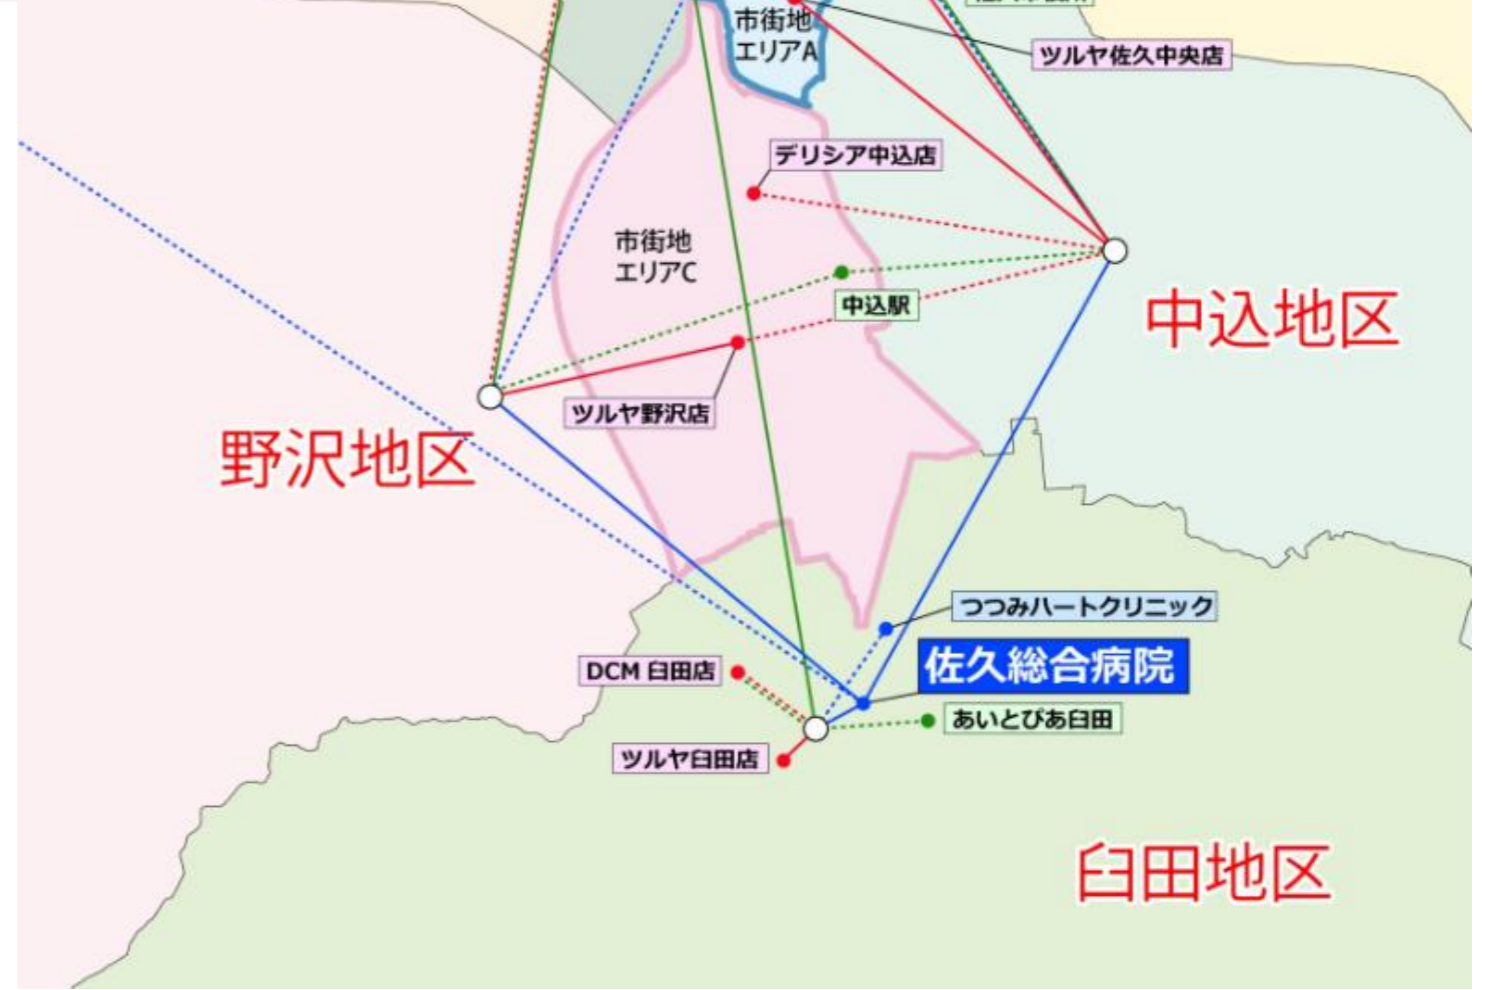 市街地
エリアA
ツルヤ佐久中央店
デリシア中込店
市街地
エリアC
中込駅
中込地区
ツルヤ野沢店
野沢地区
つつみハートクリニック
佐久総合病院
DCM 臼田店
あいとぴあ臼田
ツルヤ臼田店
臼田地区